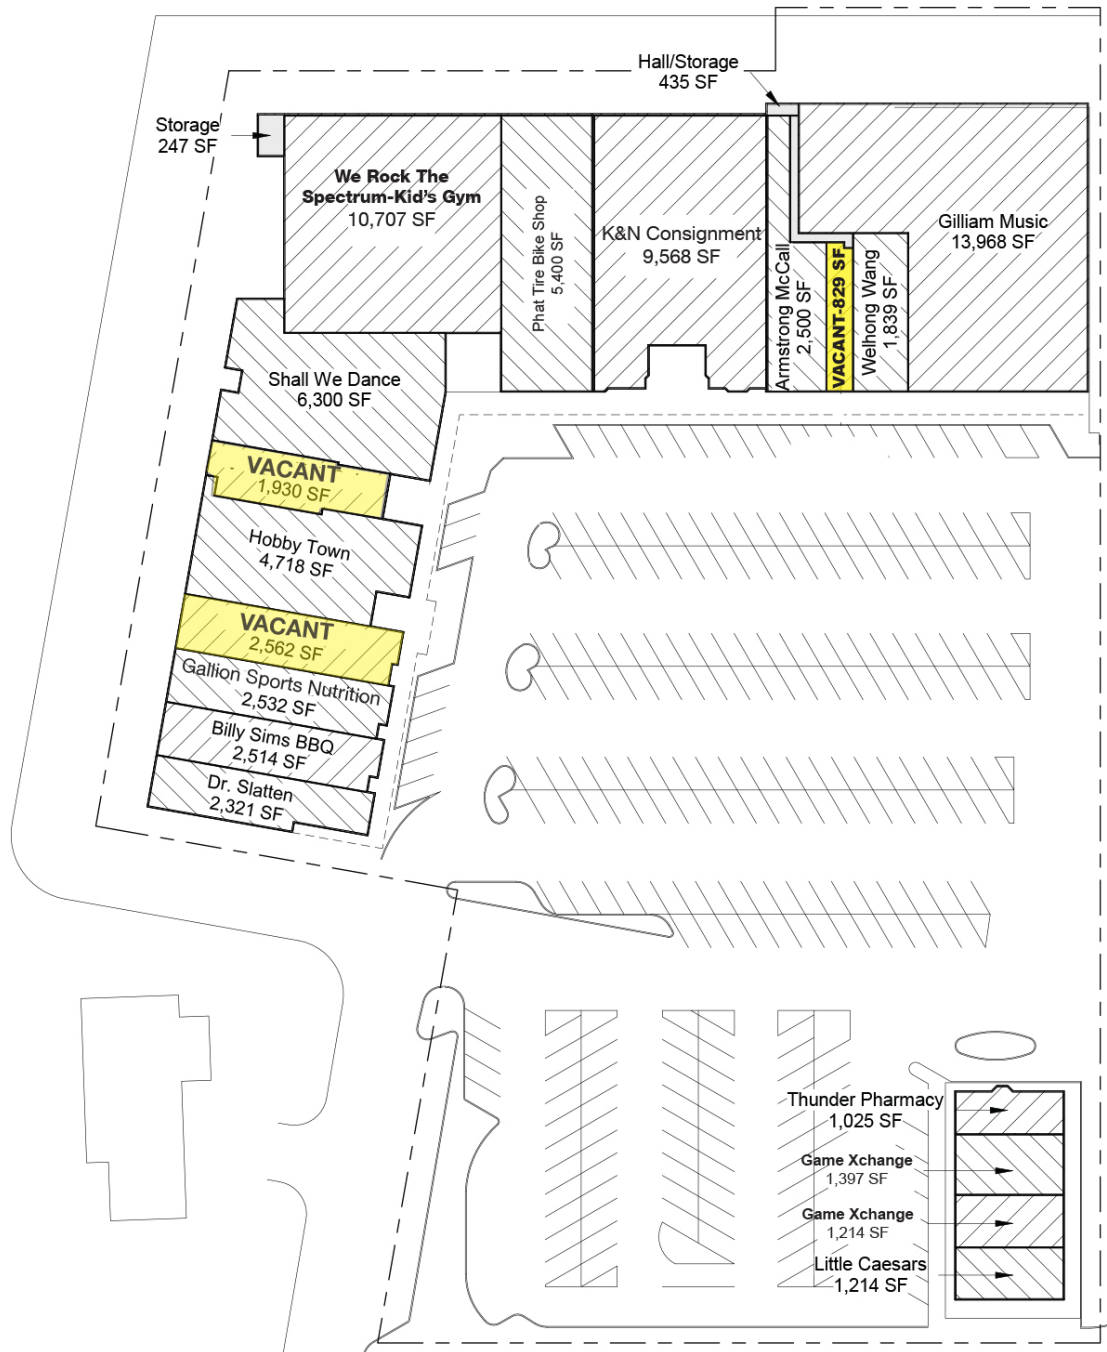 Hall/Storage
435 SF
Storage
247 SF
We Rock The
Spectrum-Kid's Gym
10,707 SF
Phat Tire Bike Shop
5,400 SF
K&N Consignment
9,568 SF
Armstrong McCall
2,500 SF
VACANT-829 SF
Welhong Wang
1,839 SF
Gilliam Music
13,968 SF
Shall We Dance
6,300 SF
VACANT
1,930 SF
Hobby Town
4,718 SF
VACANT
2,562 SF
Gallion Sports Nutrition
2,532 SF
Billy Sims BBQ
2,514 SF
Dr. Slatten
2,321 SF
Thunder Pharmacy
1,025 SF
Game Xchange
1,397 SF
Game Xchange
1,214 SF
Little Caesars
1,214 SF